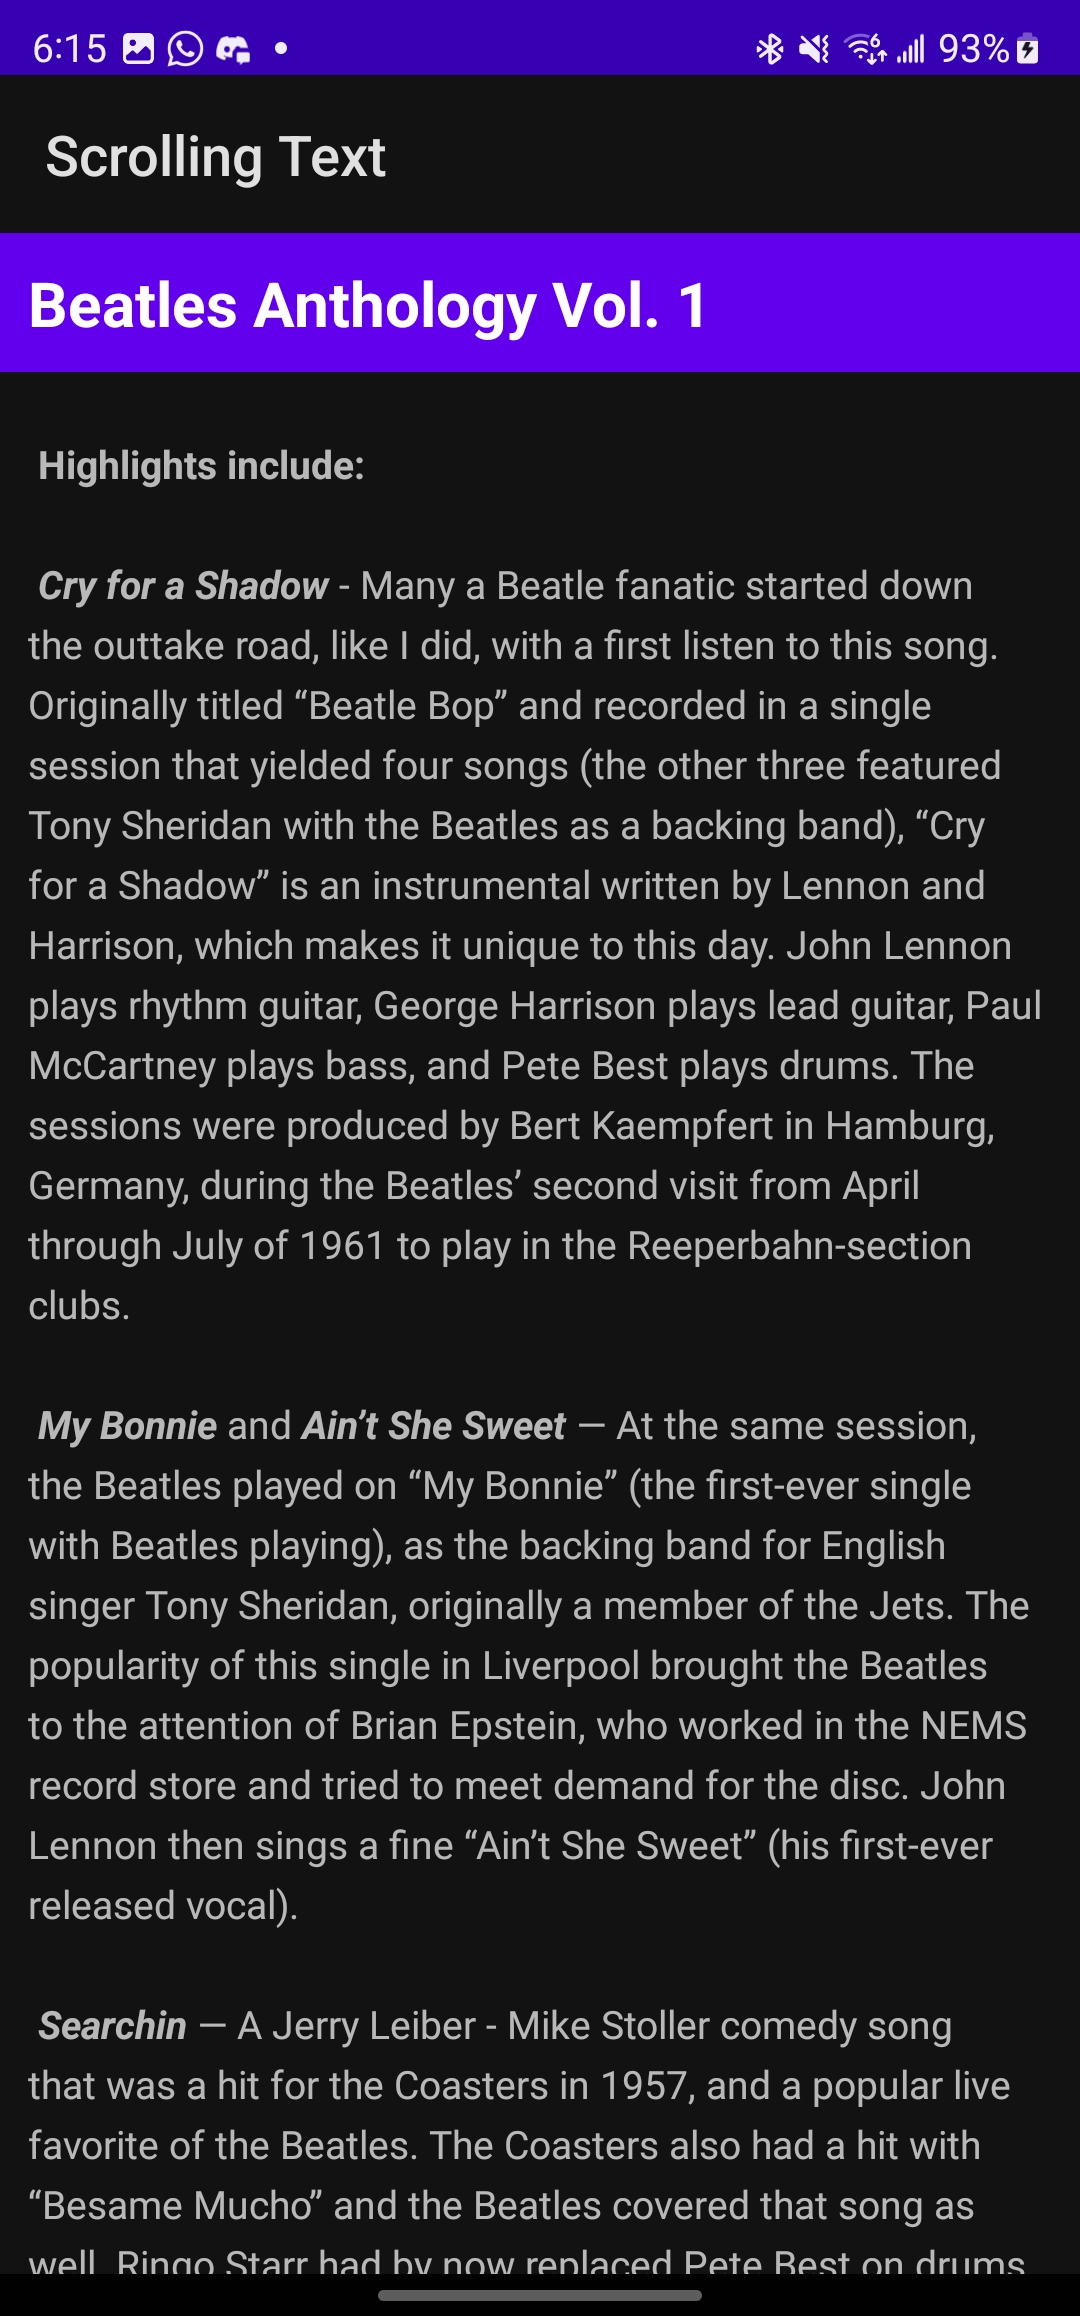 6:15 93%
Scrolling Text
Beatles Anthology Vol. 1
Highlights include:
Cry for a Shadow - Many a Beatle fanatic started down
the outtake road, like I did, with a first listen to this song.
Originally titled “Beatle Bop” and recorded in a single
session that yielded four songs (the other three featured
Tony Sheridan with the Beatles as a backing band), “Cry
for a Shadow” is an instrumental written by Lennon and
Harrison, which makes it unique to this day. John Lennon
plays rhythm guitar, George Harrison plays lead guitar, Paul
McCartney plays bass, and Pete Best plays drums. The
sessions were produced by Bert Kaempfert in Hamburg,
Germany, during the Beatles’ second visit from April
through July of 1961 to play in the Reeperbahn-section
clubs.
My Bonnie and Ain’t She Sweet — At the same session,
the Beatles played on “My Bonnie” (the first-ever single
with Beatles playing), as the backing band for English
singer Tony Sheridan, originally a member of the Jets. The
popularity of this single in Liverpool brought the Beatles
to the attention of Brian Epstein, who worked in the NEMS
record store and tried to meet demand for the disc. John
Lennon then sings a fine “Ain’t She Sweet” (his first-ever
released vocal).
Searchin — A Jerry Leiber - Mike Stoller comedy song
that was a hit for the Coasters in 1957, and a popular live
favorite of the Beatles. The Coasters also had a hit with
“Besame Mucho” and the Beatles covered that song as
well. Ringo Starr had by now replaced Pete Best on drums